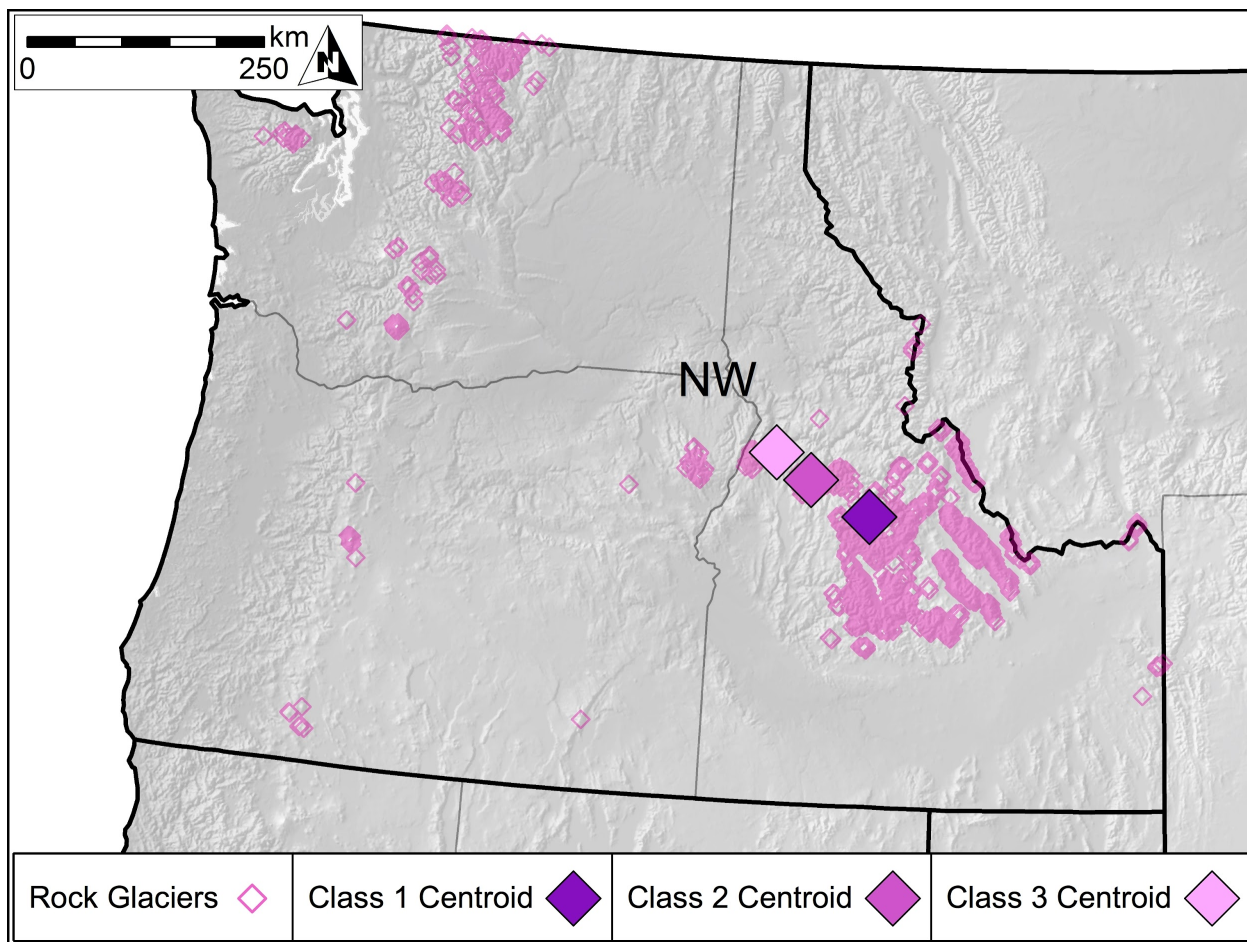 km
N
0 250
NW
Rock Glaciers
Class 1 Centroid
Class 2 Centroid
Class 3 Centroid